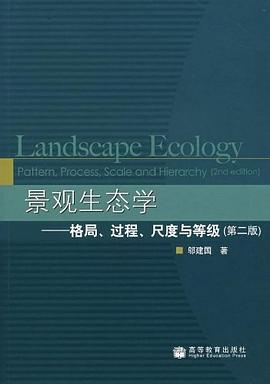 Landscape Ecology
Pattern, Process, Scale and Hierarchy (2nd edition)
景观生态学
——格局、过程、尺度与等级(第二版)
邬建国 著
高等教育出版社
HIGHER EDUCATION PRESS